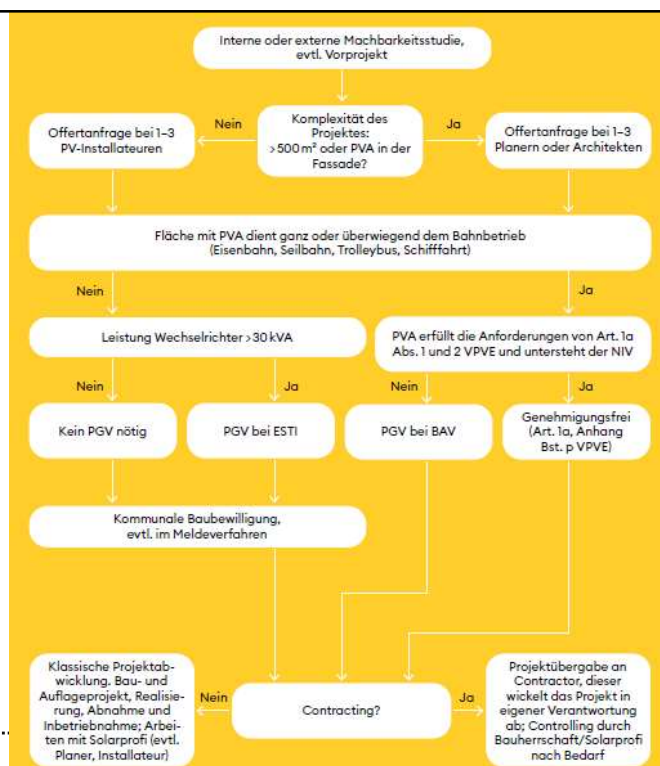 Interne oder externe Machbarkeitsstudie,
evtl. Vorprojekt
Offertanfrage bei 1–3
PV-Installateuren
Nein
Komplexität des
Projektes:
>500 m² oder PVA in der
Fassade?
Ja
Offertanfrage bei 1–3
Planern oder Architekten
Fläche mit PVA dient ganz oder überwiegend dem Bahnbetrieb
(Eisenbahn, Seilbahn, Trolleybus, Schifffahrt)
Nein
Ja
Leistung Wechselrichter >30 kVA
PVA erfüllt die Anforderungen von Art. 1a
Abs. 1 und 2 VPVE und untersteht der NIV
Nein
Ja
Nein
Ja
Kein PGV nötig
PGV bei ESTI
PGV bei BAV
Genehmigungsfrei
(Art. 1a, Anhang
Bst. p VPVE)
Kommunale Baubewilligung,
evtl. im Meldeverfahren
Klassische Projektab-
wicklung. Bau- und
Auflageprojekt, Realisie-
rung, Abnahme und
Inbetriebnahme; Arbei-
ten mit Solarprofi (evtl.
Planer, Installateur)
Nein
Contracting?
Ja
Projektübergabe an
Contractor, dieser
wickelt das Projekt in
eigener Verantwortung
ab; Controlling durch
Bauherrschaft/Solarprofi
nach Bedarf